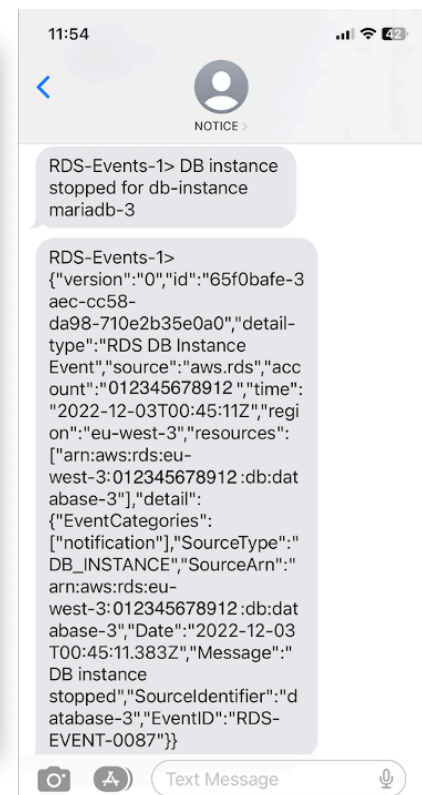 11:54
42
NOTICE
RDS-Events-1> DB instance
stopped for db-instance
mariadb-3
RDS-Events-1>
{"version":"0","id":"65f0bafe-3
aec-cc58-
da98-710e2b35e0a0","detail-
type":"RDS DB Instance
Event","source":"aws.rds","acc
ount":"012345678912","time":
"2022-12-03T00:45:11Z","regi
on":"eu-west-3","resources":
["arn:aws:rds:eu-
west-3:012345678912:db:dat
abase-3"],"detail":
{"EventCategories":
["notification"],"SourceType":"
DB_INSTANCE","SourceArn":"
arn:aws:rds:eu-
west-3:012345678912:db:dat
abase-3","Date":"2022-12-03
T00:45:11.383Z","Message":"
DB instance
stopped","SourceIdentifier":"d
atabase-3","EventID":"RDS-
EVENT-0087"}}
Text Message